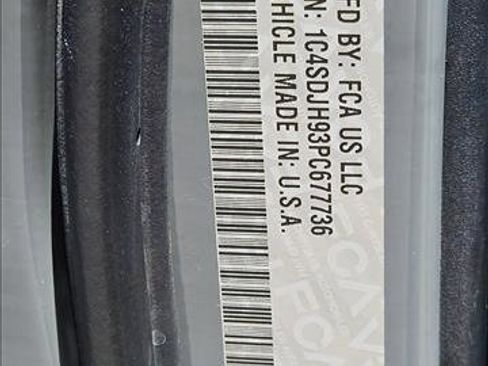 FD BY: FCA US LLC
N: 1C4SDJH93PC677736
HICLE MADE IN: U.S.A.